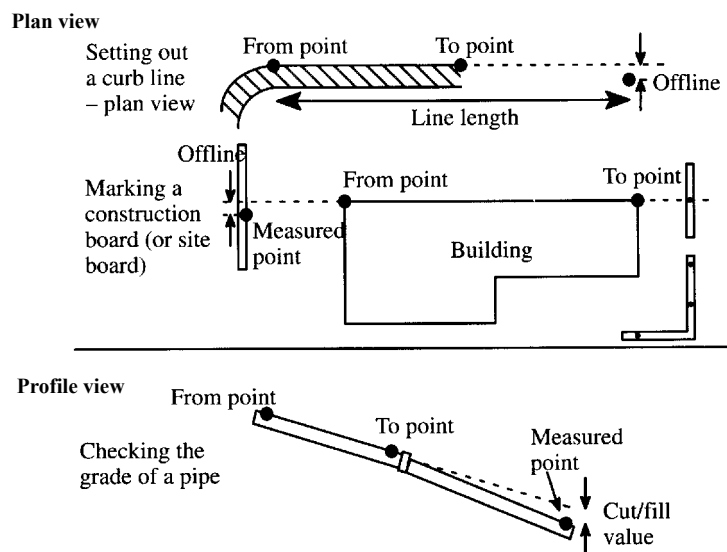 Plan view
Setting out
a curb line
– plan view
From point
To point
Offline
Line length
Offline
Marking a
construction
board (or site
board)
Measured
point
From point
To point
Building
Profile view
From point
To point
Checking the
grade of a pipe
Measured
point
Cut/fill
value